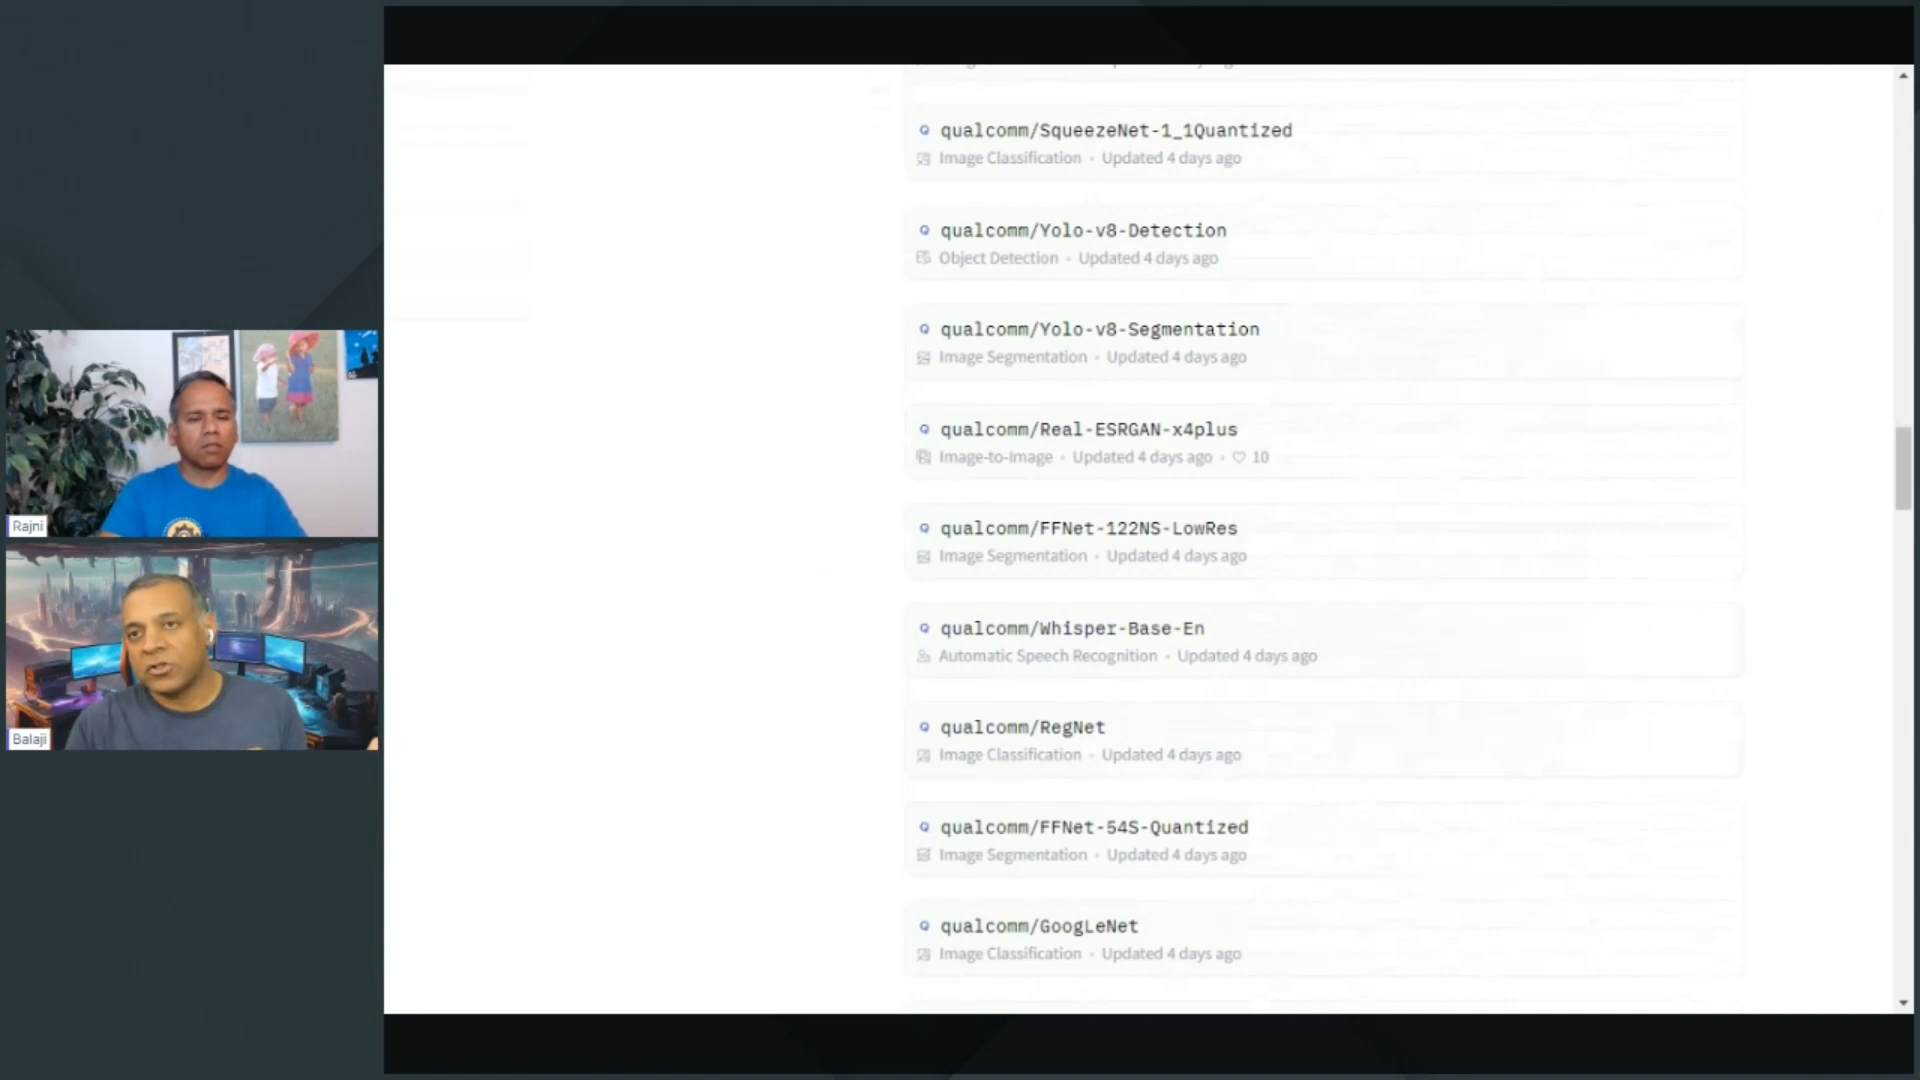 qualcomm/SqueezeNet-1_1Quantized
Image Classification • Updated 4 days ago
qualcomm/Yolo-v8-Detection
Object Detection • Updated 4 days ago
qualcomm/Yolo-v8-Segmentation
Image Segmentation • Updated 4 days ago
qualcomm/Real-ESRGAN-x4plus
Image-to-Image • Updated 4 days ago • ♡ 10
qualcomm/FFNet-122NS-LowRes
Image Segmentation • Updated 4 days ago
qualcomm/Whisper-Base-En
Automatic Speech Recognition • Updated 4 days ago
qualcomm/RegNet
Image Classification • Updated 4 days ago
qualcomm/FFNet-54S-Quantized
Image Segmentation • Updated 4 days ago
qualcomm/GoogLeNet
Image Classification • Updated 4 days ago
Rajni
Balaji